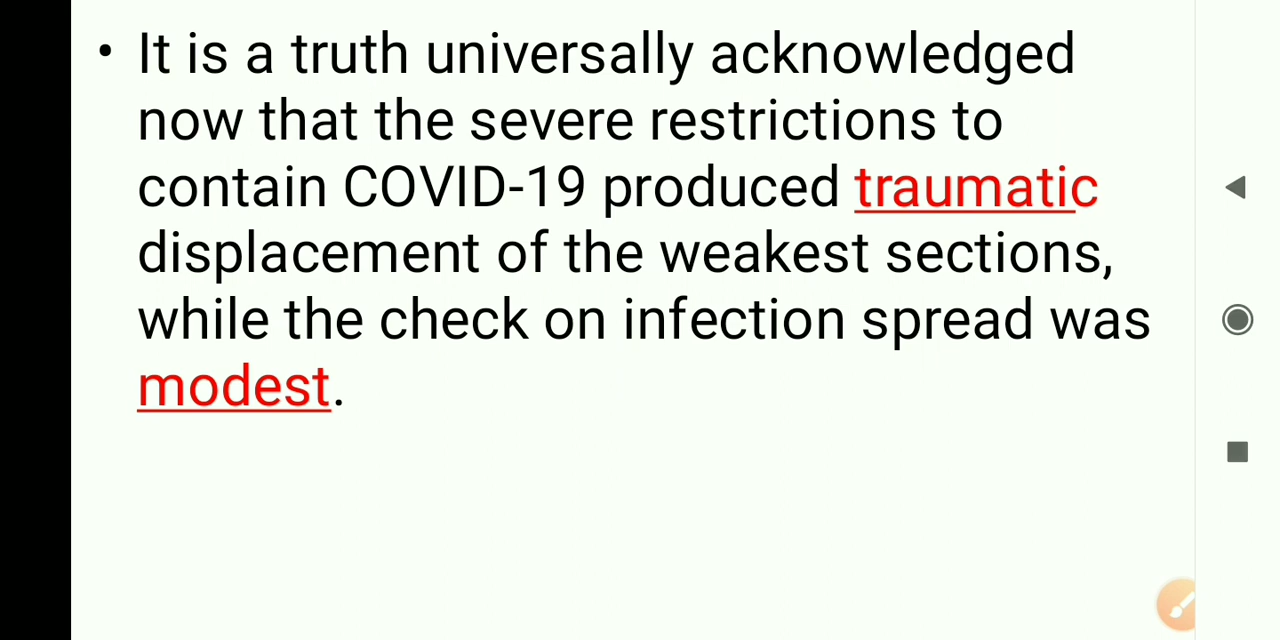 • It is a truth universally acknowledged
now that the severe restrictions to
contain COVID-19 produced traumatic
displacement of the weakest sections,
while the check on infection spread was
modest.